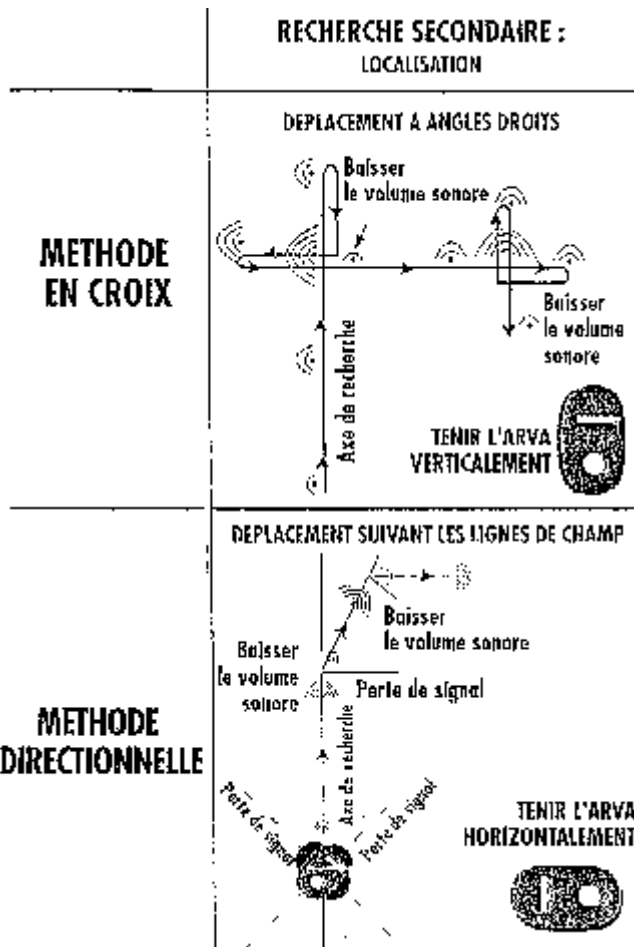 RECHERCHE SECONDAIRE :
LOCALISATION
DEPLACEMENT A ANGLES DROITS
METHODE
EN CROIX
Baisser
le volume sonore
Axe de recherche
Baisser
le volume
sonore
TENIR L'ARVA
VERTICALEMENT
DEPLACEMENT SUIVANT LES LIGNES DE CHAMP
METHODE
DIRECTIONNELLE
Baisser
le volume sonore
Baisser
le volume
sonore
Perte de signal
Axe de recherche
Perte de signal
Perte de signal
TENIR L'ARVA
HORIZONTALEMENT